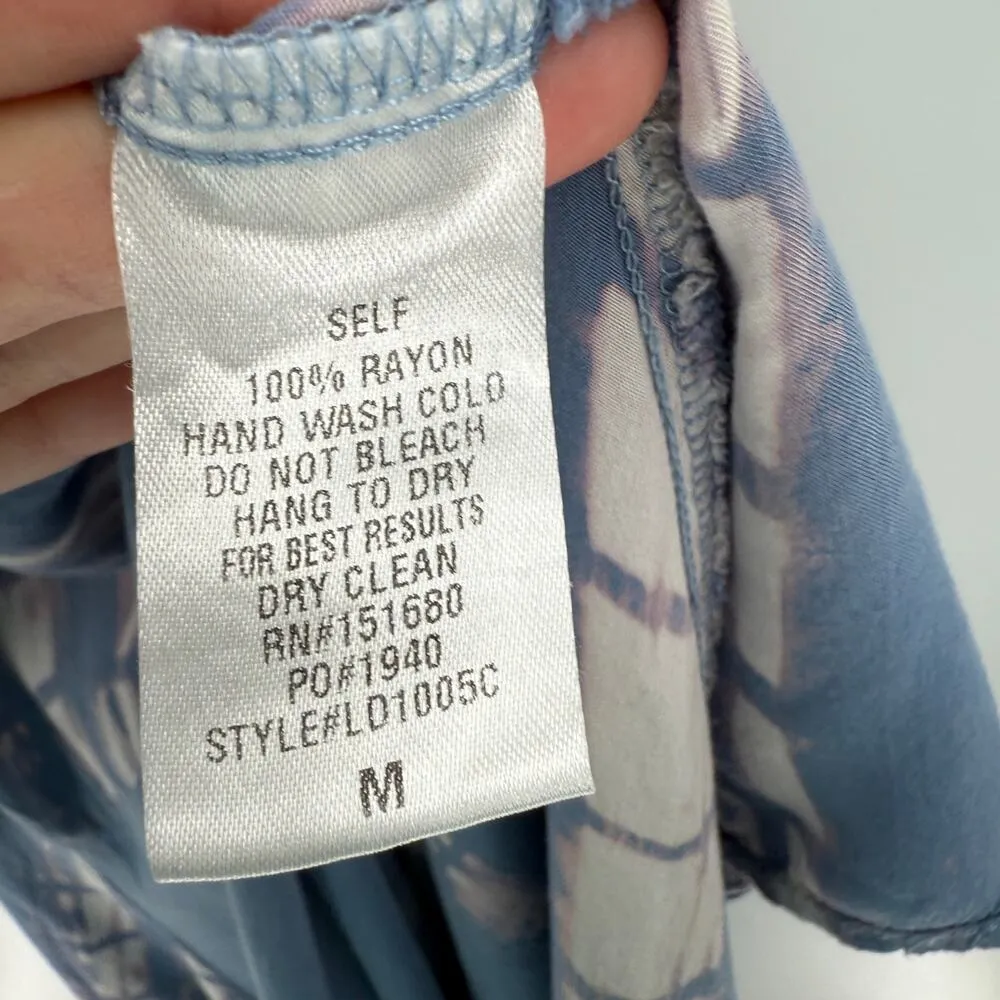 SELF
100% RAYON
HAND WASH COLD
DO NOT BLEACH
HANG TO DRY
FOR BEST RESULTS
DRY CLEAN
RN#151680
PO#1940
STYLE#LD1005C
M